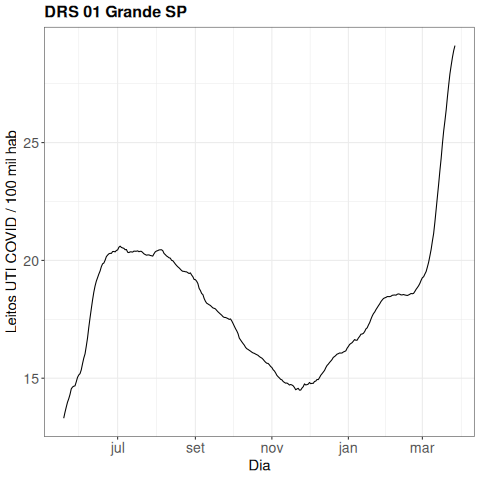 DRS 01 Grande SP
Leitos UTI COVID / 100 mil hab
25
20
15
jul set nov jan mar
Dia